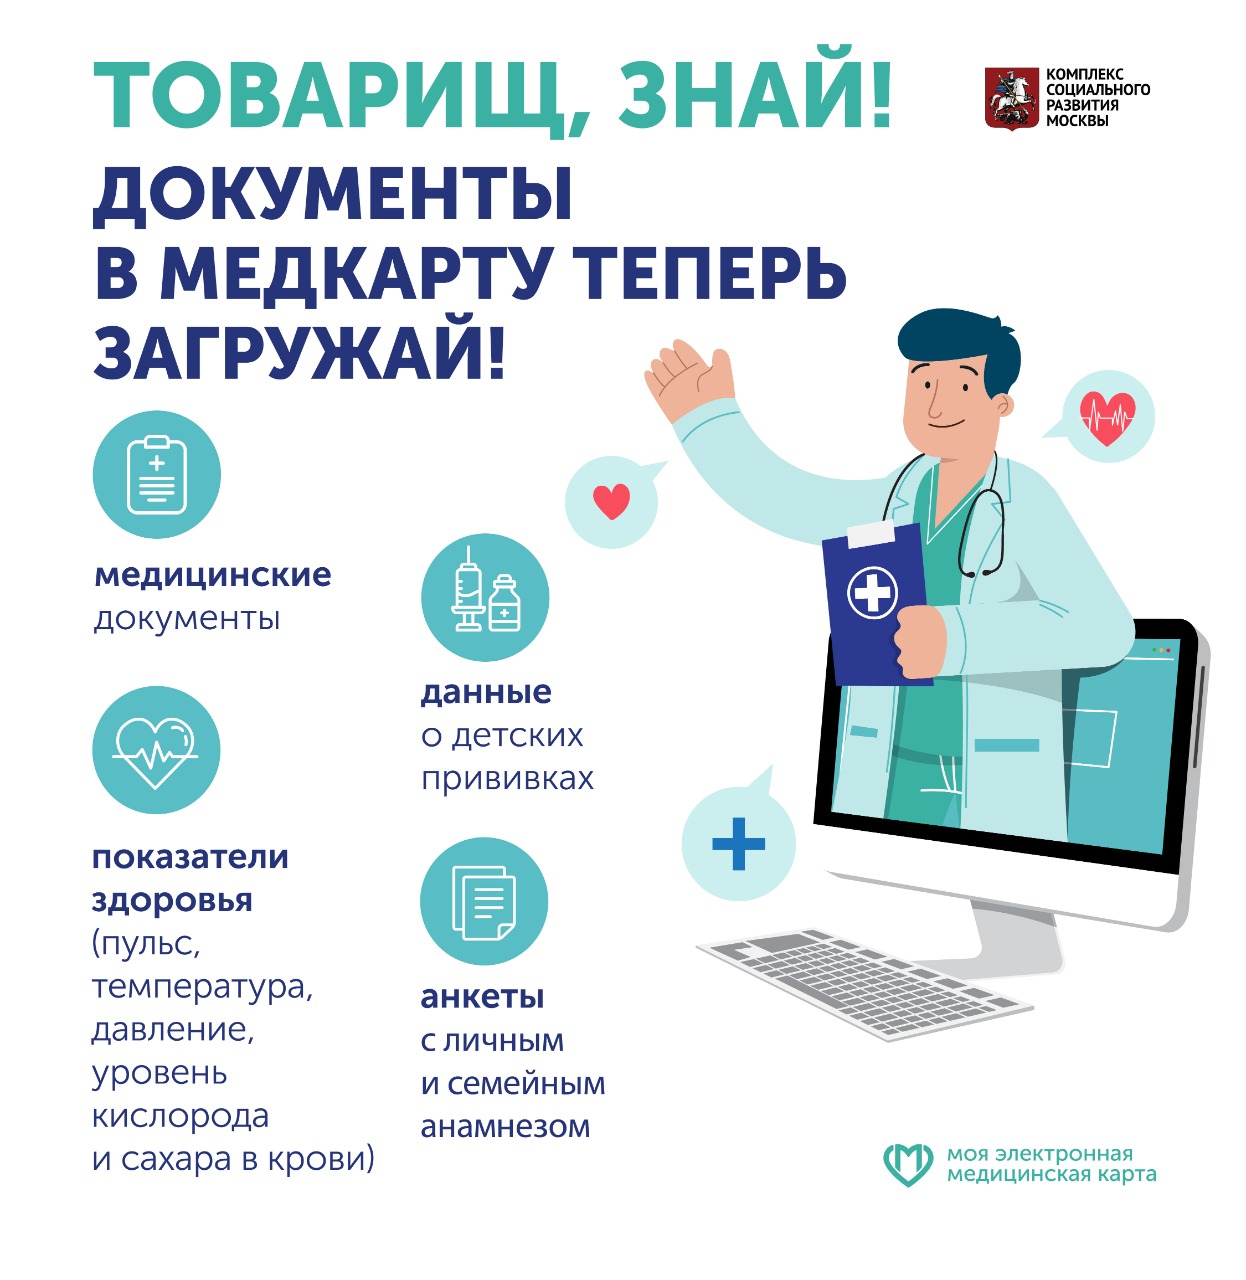 ТОВАРИЩ, ЗНАЙ!
КОМПЛЕКС
СОЦИАЛЬНОГО
РАЗВИТИЯ
МОСКВЫ
ДОКУМЕНТЫ
В МЕДКАРТУ ТЕПЕРЬ
ЗАГРУЖАЙ!
медицинские
документы
данные
о детских
прививках
показатели
здоровья
(пульс,
температура,
давление,
уровень
кислорода
и сахара в крови)
анкеты
с личным
и семейным
анамнезом
моя электронная
медицинская карта